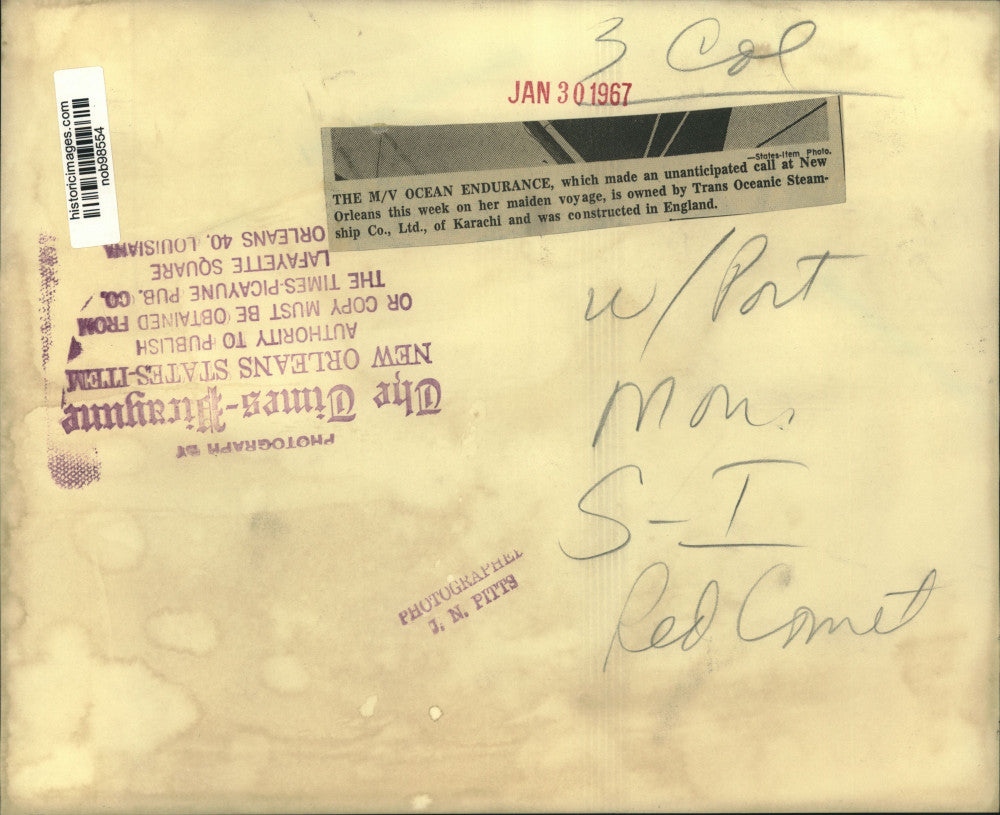 3 Col
JAN 30 1967
historicimages.com
nob98554
—States-Item Photo.
THE M/V OCEAN ENDURANCE, which made an unanticipated call at New
Orleans this week on her maiden voyage, is owned by Trans Oceanic Steam-
ship Co., Ltd., of Karachi and was constructed in England.
w/Port
Mon.
S-I
Red Comet
PHOTOGRAPH BY
The Times-Picayune
NEW ORLEANS STATES-ITEM
AUTHORITY TO PUBLISH
OR COPY MUST BE OBTAINED FROM
THE TIMES-PICAYUNE PUB. CO.
LAFAYETTE SQUARE
ORLEANS 40, LOUISIANA
PHOTOGRAPHED
J. N. PITTS